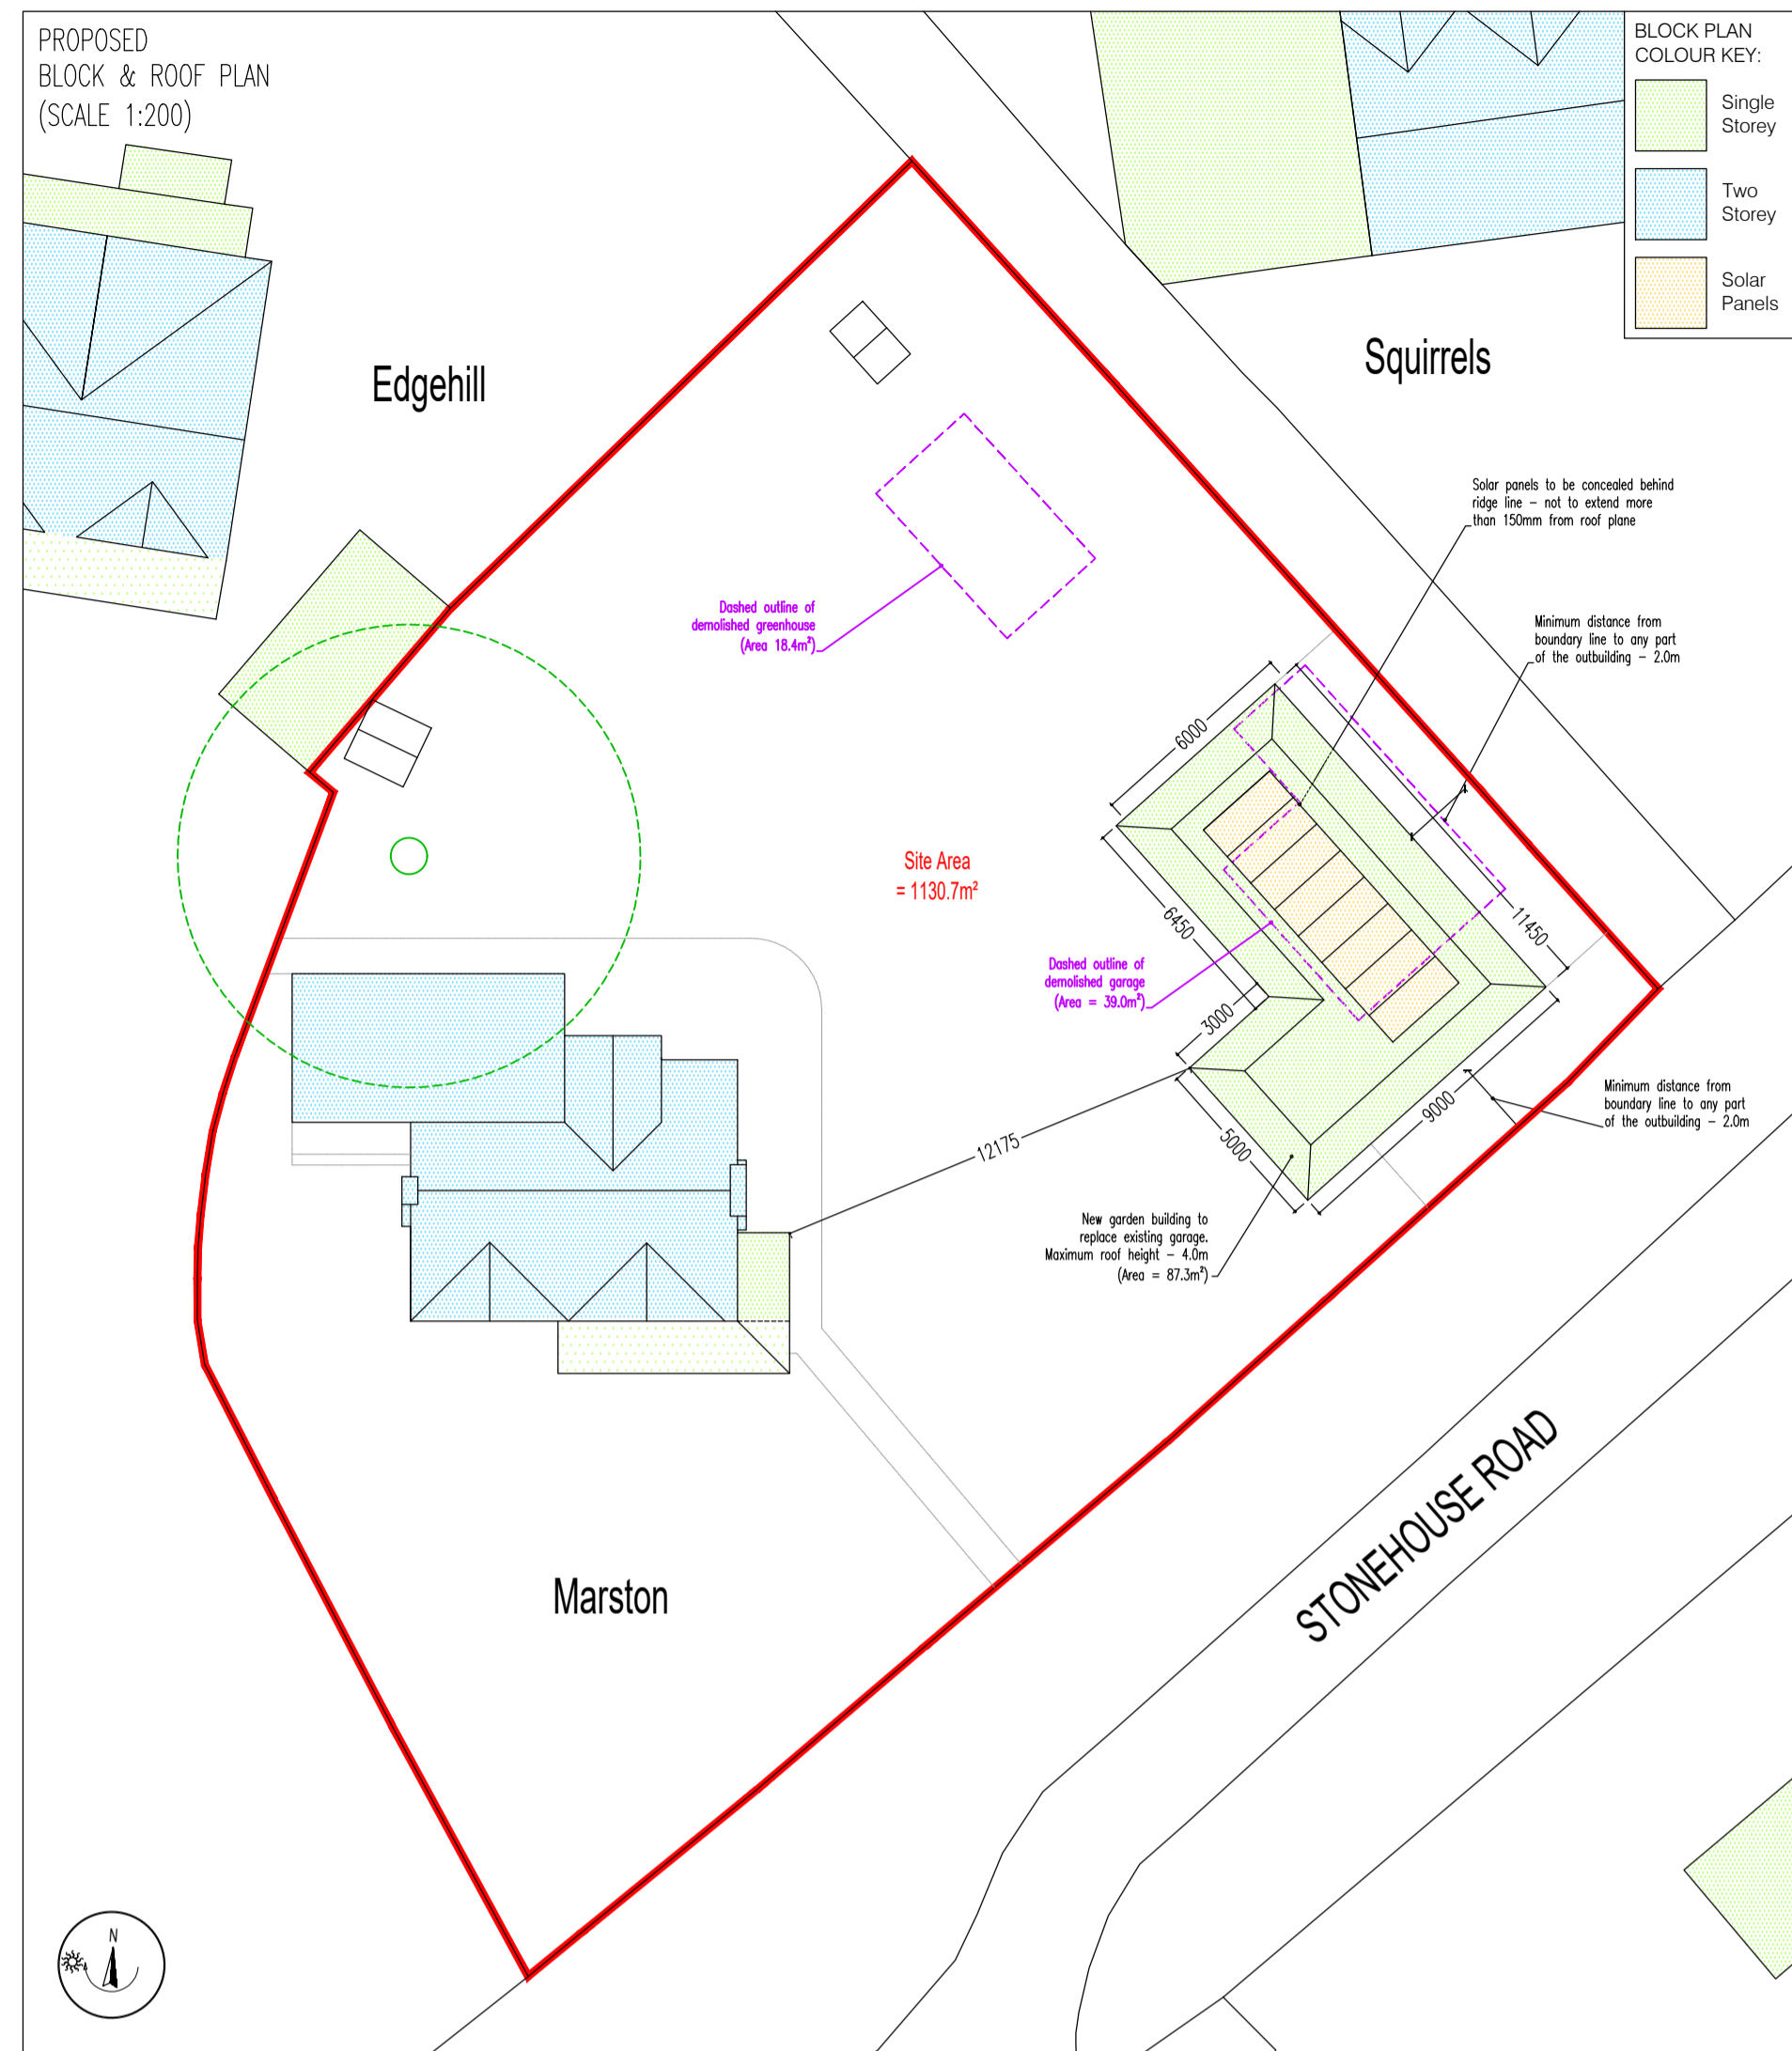 PROPOSED
BLOCK & ROOF PLAN
(SCALE 1:200)
BLOCK PLAN
COLOUR KEY:
Single
Storey
Two
Storey
Solar
Panels
Edgehill
Squirrels
Solar panels to be concealed behind
ridge line – not to extend more
than 150mm from roof plane
Dashed outline of
demolished greenhouse
(Area 18.4m²)
Minimum distance from
boundary line to any part
of the outbuilding – 2.0m
6000
Site Area
= 1130.7m²
6450
11450
Dashed outline of
demolished garage
(Area = 39.0m²)
3000
9000
Minimum distance from
boundary line to any part
of the outbuilding – 2.0m
12175
5000
New garden building to
replace existing garage.
Maximum roof height – 4.0m
(Area = 87.3m²)
STONEHOUSE ROAD
Marston
N